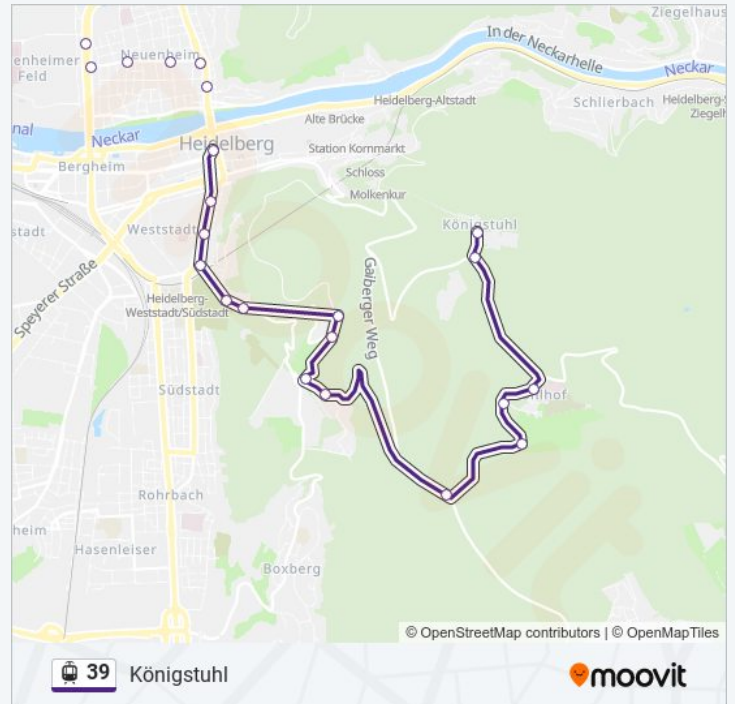 Ziegelhaus
In der Neckarhelle
enheimer
Feld
Neuenheim
Neckar
Heidelberg-Altstadt
Schlierbach
Heidelberg-S
Ziegelh
Alte Brücke
nal
Neckar
Heidelberg
Station Kornmarkt
Bergheim
Schloss
Molkenkur
stadt
Weststadt
Königstuhl
Speyerer Straße
Gaiberger Weg
Heidelberg-
Weststadt/Südstadt
Südstadt
hlhof
Rohrbach
heim
Hasenleiser
Boxberg
© OpenStreetMap contributors | © OpenMapTiles
39 Königstuhl
moovit